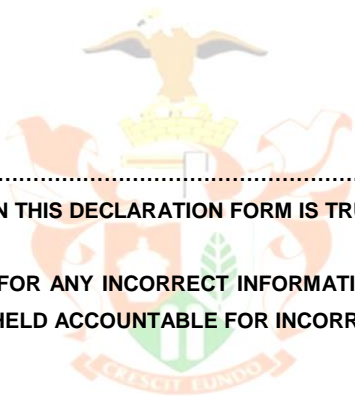 N THIS DECLARATION FORM IS TRU
FOR ANY INCORRECT INFORMATI
HELD ACCOUNTABLE FOR INCORR
CRESCIT EUNDO